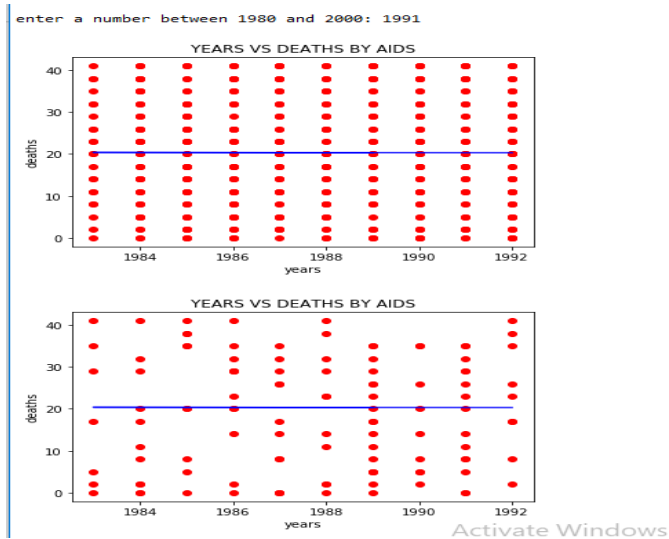 enter a number between 1980 and 2000: 1991
YEARS VS DEATHS BY AIDS
40
30
20
10
0
deaths
1984 1986 1988 1990 1992
years
YEARS VS DEATHS BY AIDS
40
30
20
10
0
deaths
1984 1986 1988 1990 1992
years
Activate Windows